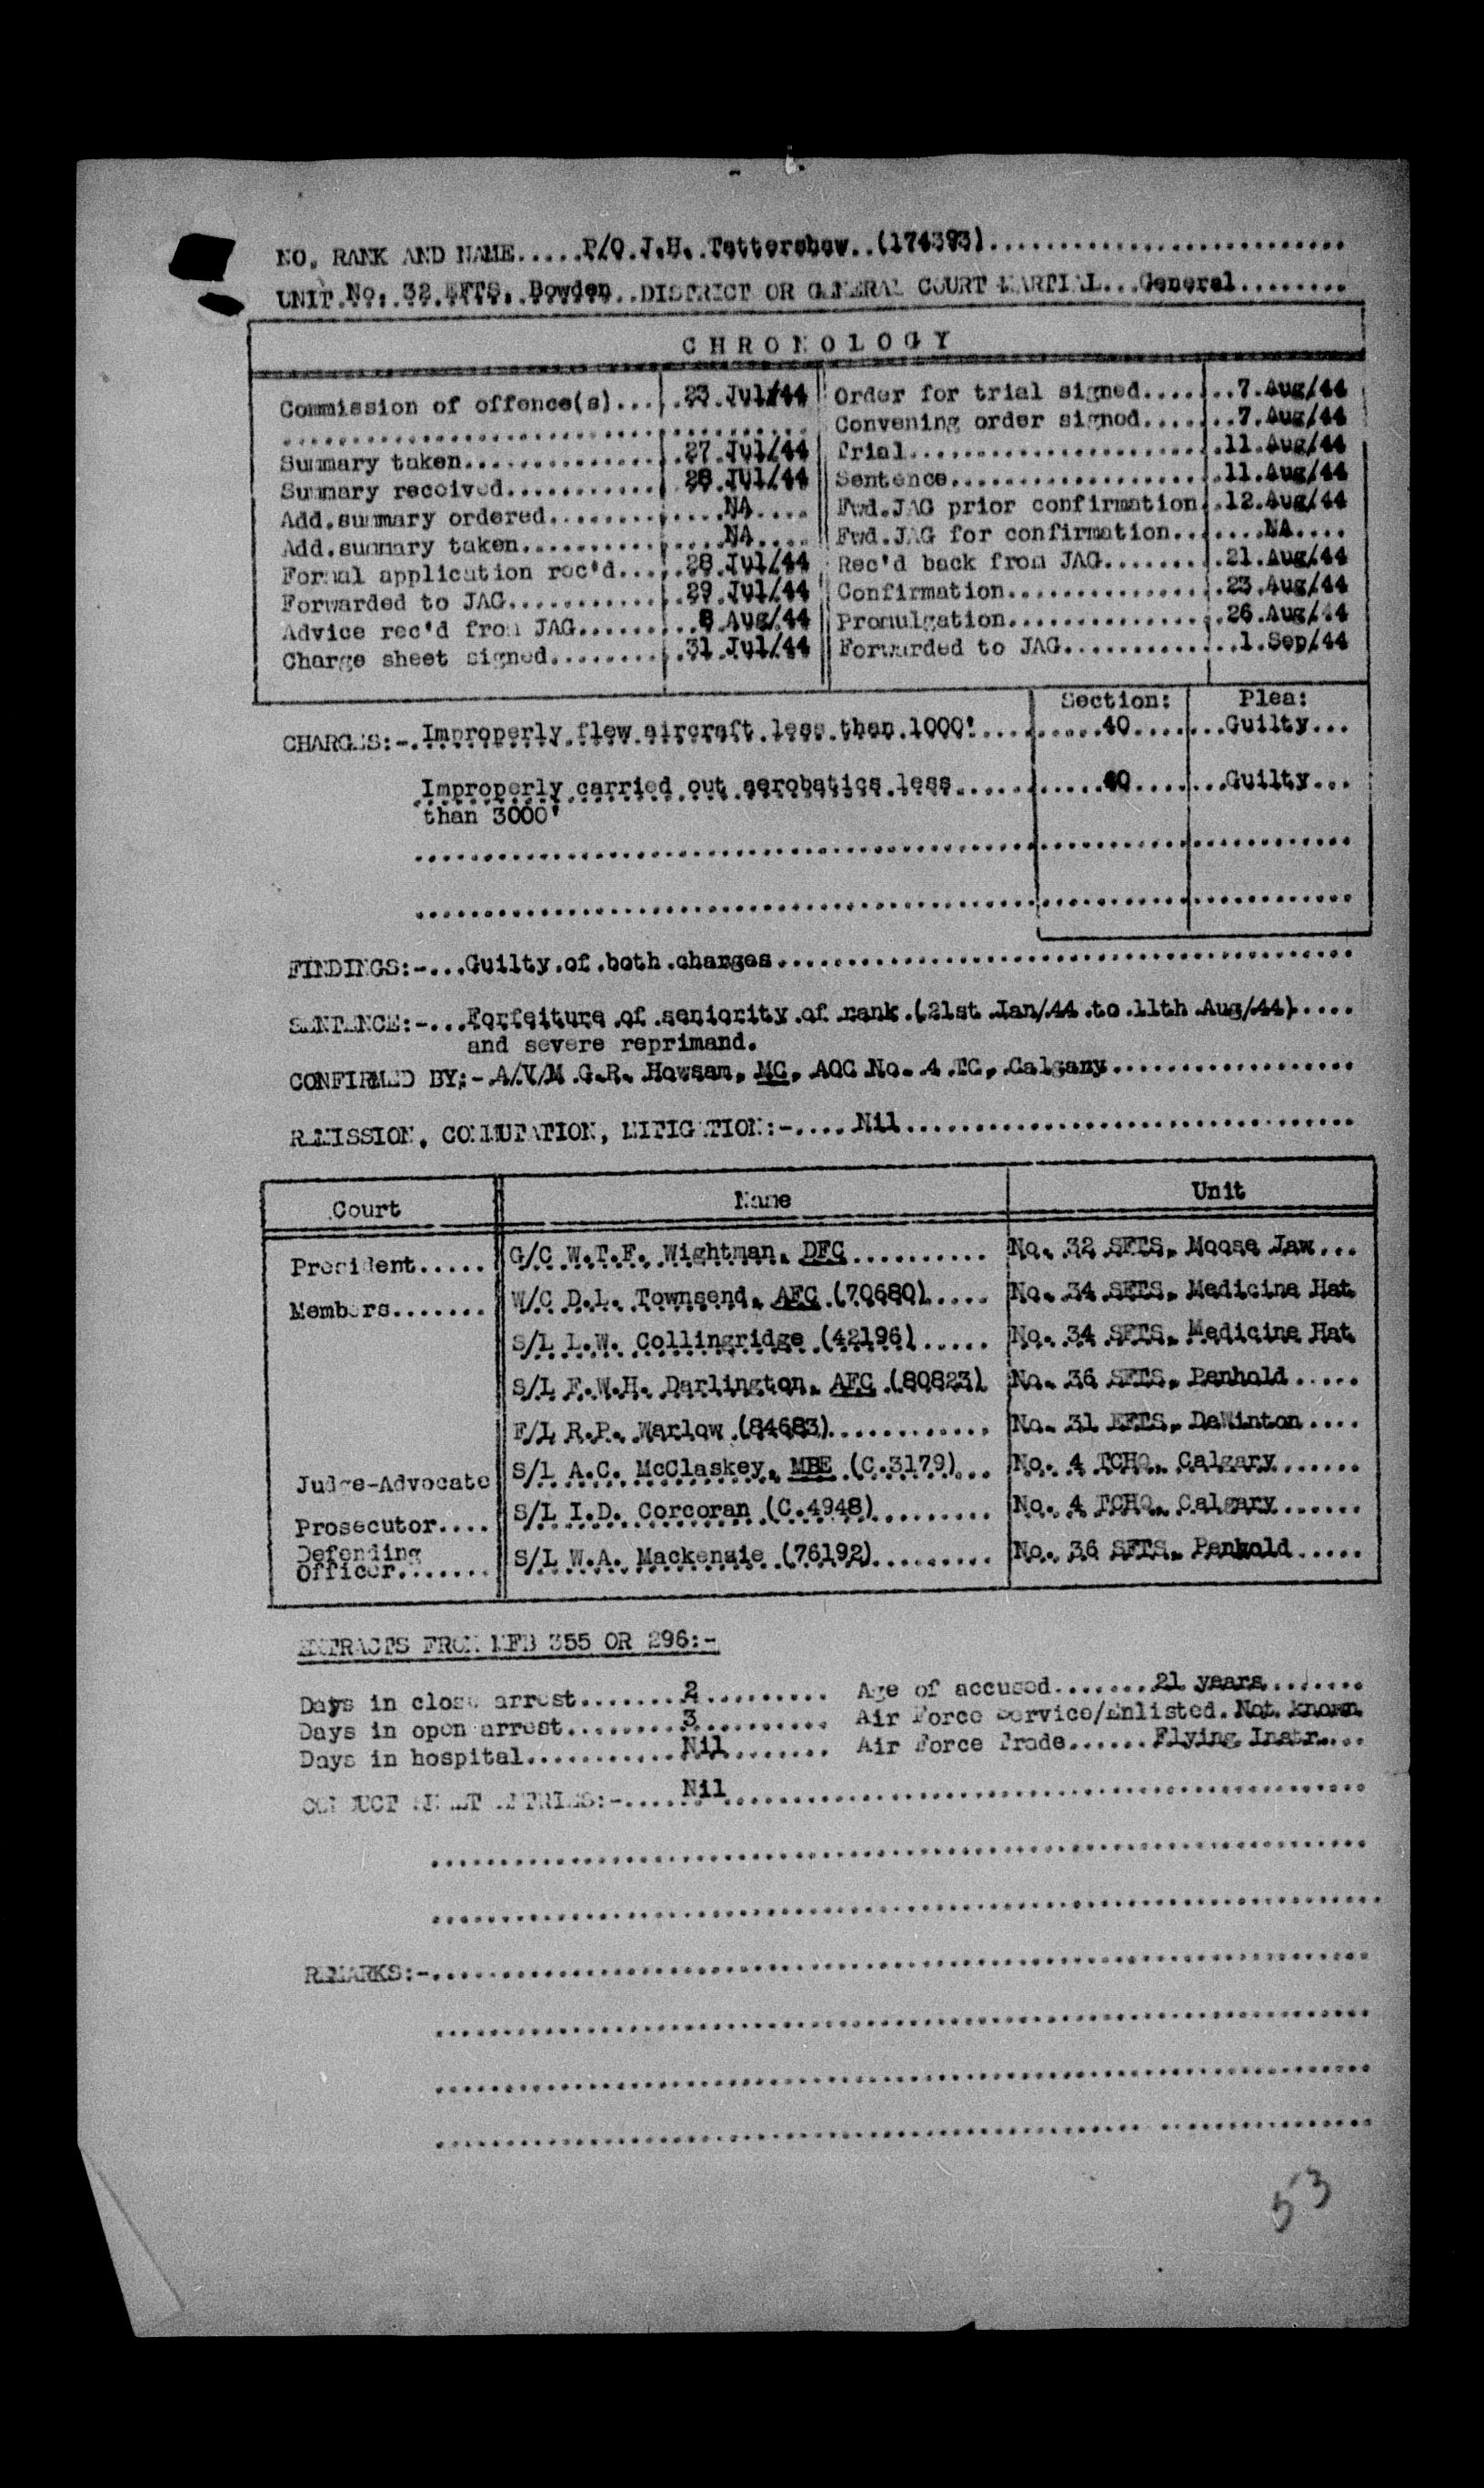 NO. RANK AND NAME.....P/O J.H. Tattershaw..(174393)..........................
UNIT No. 32 EFTS, Bowden..DISTRICT OR GENERAL COURT MARTIAL...General........
CHRONOLOGY
Commission of offence(s)....23 Jul/44 Order for trial signed.......7 Aug/44
Convening order signed.......7 Aug/44
Summary taken...............27 Jul/44 Trial.......................11 Aug/44
Summary received............28 Jul/44 Sentence....................11 Aug/44
Add.summary ordered............NA.... Fwd.JAG prior confirmation..12 Aug/44
Add.summary taken..............NA.... Fwd.JAG for confirmation.......NA....
Formal application rec'd....28 Jul/44 Rec'd back from JAG.........21 Aug/44
Forwarded to JAG............29 Jul/44 Confirmation................23 Aug/44
Advice rec'd from JAG........8 Aug/44 Promulgation................26 Aug/44
Charge sheet signed.........31 Jul/44 Forwarded to JAG.............1 Sep/44
Section: Plea:
CHARGES:-.Improperly flew aircraft less than 1000'.........40.......Guilty...
Improperly carried out aerobatics less...........40.......Guilty...
than 3000'
FINDINGS:-...Guilty of both charges..........................................
SENTENCE:-...Forfeiture of seniority of rank (21st Jan/44 to 11th Aug/44).....
and severe reprimand.
CONFIRMED BY:-.A/V/M G.R. Howsam, MC, AOC No. 4 TC, Calgary..................
REMISSION, COMMUTATION, MITIGATION:-....Nil.................................
Court Name Unit
President.....G/C W.T.F. Wightman, DFC..........No. 32 SFTS, Moose Jaw...
Members.......W/C D.L. Townsend, AFC (70680)....No. 34 SFTS, Medicine Hat
S/L L.W. Collingridge (42196).....No. 34 SFTS, Medicine Hat
S/L F.W.H. Darlington, AFC (80823) No. 36 SFTS, Penhold.....
F/L R.P. Warlow (84683)...........No. 31 EFTS, DeWinton....
Judge-Advocate S/L A.C. McClaskey, MBE (C.3179)...No. 4 TCHQ, Calgary......
Prosecutor....S/L I.D. Corcoran (C.4948)........No. 4 TCHQ, Calgary......
Defending
Officer.......S/L W.A. Mackenzie (76192)........No. 36 SFTS, Penhold.....
EXTRACTS FROM MFB 355 OR 296:-
Days in close arrest........2.......... Age of accused.......21 years.......
Days in open arrest.........3.......... Air Force Service/Enlisted.Not known
Days in hospital...........Nil......... Air Force Trade......Flying Instr....
CONDUCT SHEET ENTRIES:-.....Nil..............................................
REMARKS:-....................................................................
53